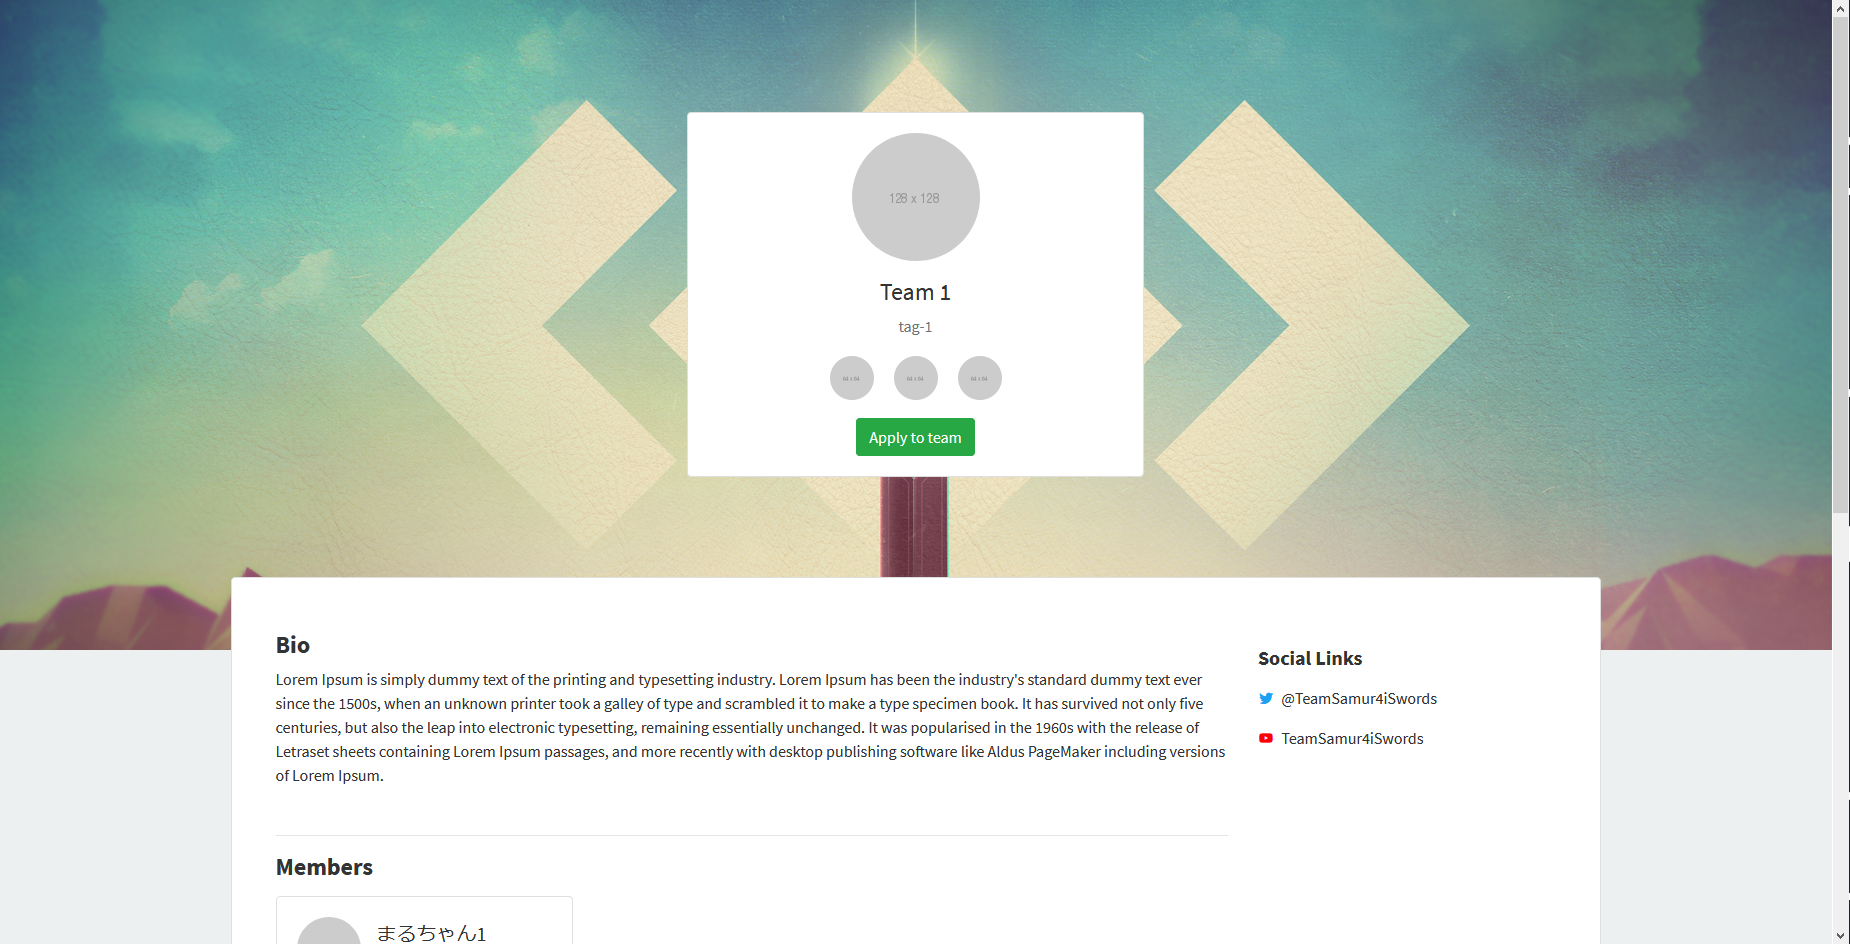 128 x 128
Team 1
tag-1
64 x 64
64 x 64
64 x 64
Apply to team
Bio
Lorem Ipsum is simply dummy text of the printing and typesetting industry. Lorem Ipsum has been the industry's standard dummy text ever
since the 1500s, when an unknown printer took a galley of type and scrambled it to make a type specimen book. It has survived not only five
centuries, but also the leap into electronic typesetting, remaining essentially unchanged. It was popularised in the 1960s with the release of
Letraset sheets containing Lorem Ipsum passages, and more recently with desktop publishing software like Aldus PageMaker including versions
of Lorem Ipsum.
Social Links
@TeamSamur4iSwords
TeamSamur4iSwords
Members
まるちゃん1